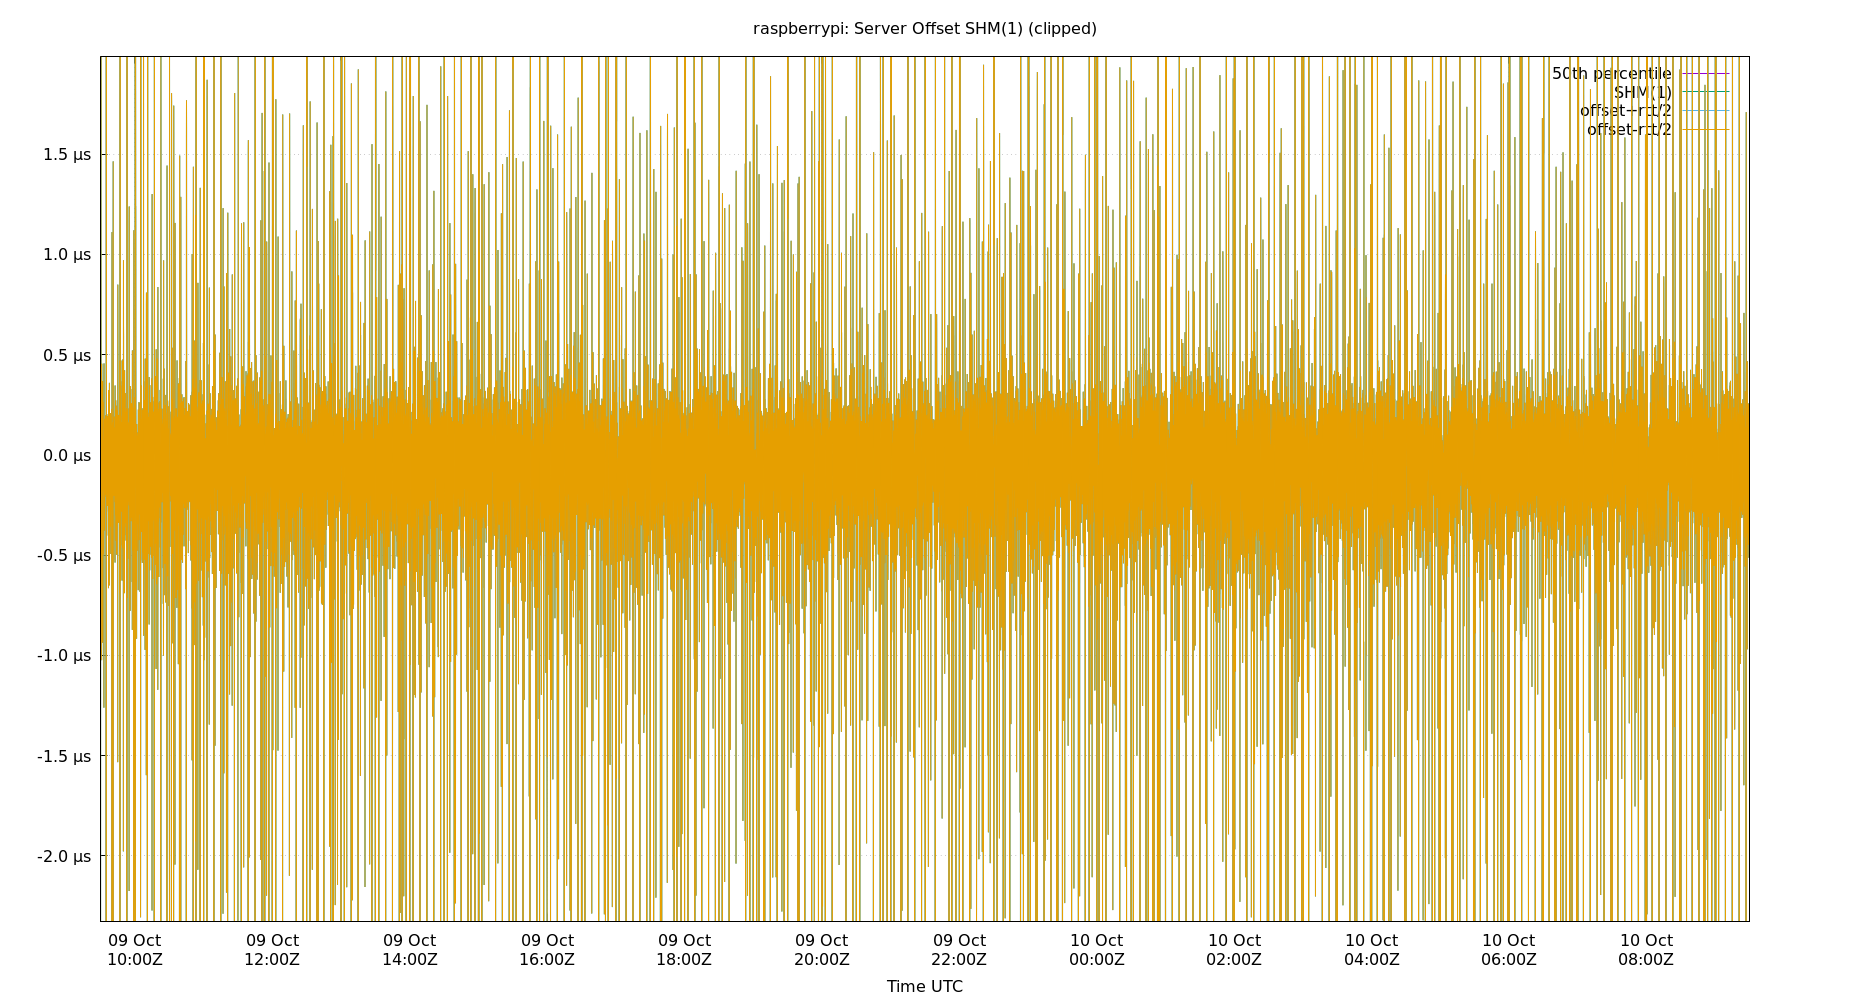 raspberrypi: Server Offset SHM(1) (clipped)
50th percentile
SHM(1)
offset+rtt/2
offset-rtt/2
1.5 µs
1.0 µs
0.5 µs
0.0 µs
-0.5 µs
-1.0 µs
-1.5 µs
-2.0 µs
09 Oct 09 Oct 09 Oct 09 Oct 09 Oct 09 Oct 09 Oct 10 Oct 10 Oct 10 Oct 10 Oct 10 Oct
10:00Z 12:00Z 14:00Z 16:00Z 18:00Z 20:00Z 22:00Z 00:00Z 02:00Z 04:00Z 06:00Z 08:00Z
Time UTC